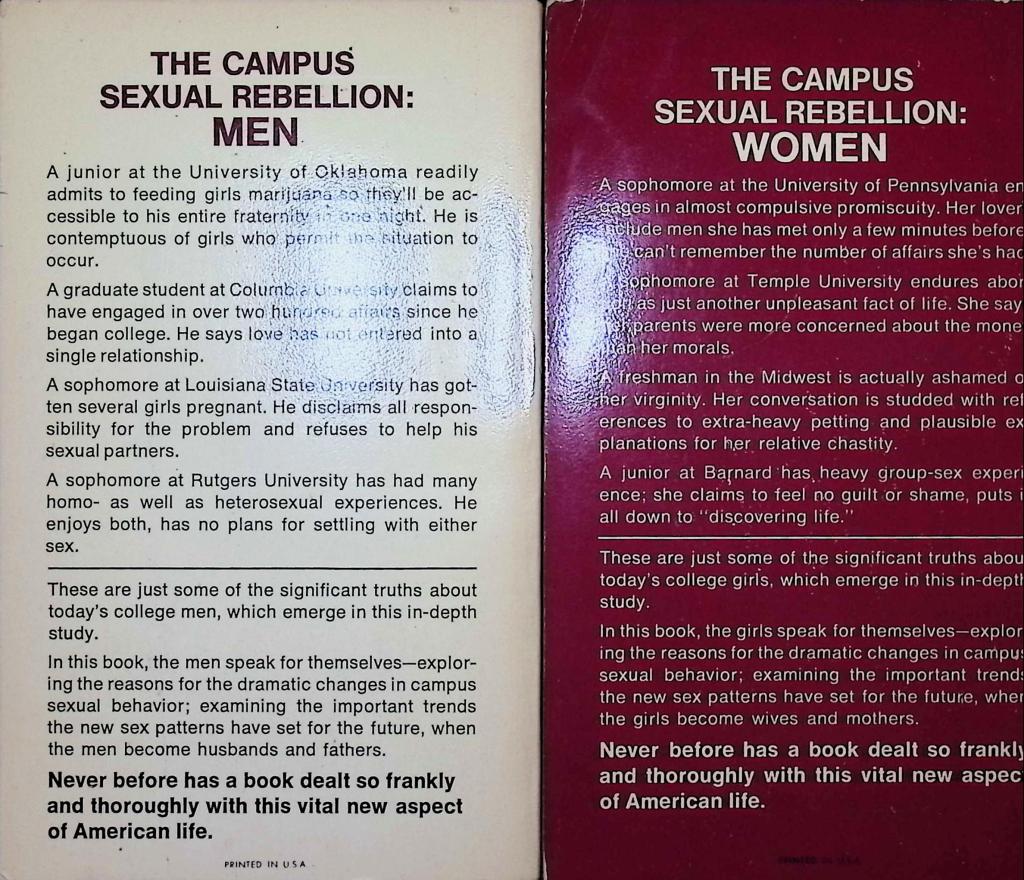 THE CAMPUS
SEXUAL REBELLION:
MEN
A junior at the University of Oklahoma readily
admits to feeding girls marijuana so they'll be ac-
cessible to his entire fraternity in one night. He is
contemptuous of girls who permit the situation to
occur.
A graduate student at Columbia University claims to
have engaged in over two hundred affairs since he
began college. He says love has not entered into a
single relationship.
A sophomore at Louisiana State University has got-
ten several girls pregnant. He disclaims all respon-
sibility for the problem and refuses to help his
sexual partners.
A sophomore at Rutgers University has had many
homo- as well as heterosexual experiences. He
enjoys both, has no plans for settling with either
sex.
These are just some of the significant truths about
today's college men, which emerge in this in-depth
study.
In this book, the men speak for themselves—explor-
ing the reasons for the dramatic changes in campus
sexual behavior; examining the important trends
the new sex patterns have set for the future, when
the men become husbands and fathers.
Never before has a book dealt so frankly
and thoroughly with this vital new aspect
of American life.
PRINTED IN U.S.A.
THE CAMPUS
SEXUAL REBELLION:
WOMEN
A sophomore at the University of Pennsylvania en
gages in almost compulsive promiscuity. Her lover
include men she has met only a few minutes before
can't remember the number of affairs she's had
sophomore at Temple University endures abor
as just another unpleasant fact of life. She say
parents were more concerned about the mone
than her morals.
A freshman in the Midwest is actually ashamed o
her virginity. Her conversation is studded with ref
erences to extra-heavy petting and plausible ex
planations for her relative chastity.
A junior at Barnard has heavy group-sex experi
ence; she claims to feel no guilt or shame, puts i
all down to "discovering life."
These are just some of the significant truths abou
today's college girls, which emerge in this in-depth
study.
In this book, the girls speak for themselves—explor
ing the reasons for the dramatic changes in campus
sexual behavior; examining the important trends
the new sex patterns have set for the future, when
the girls become wives and mothers.
Never before has a book dealt so frankly
and thoroughly with this vital new aspec
of American life.
PRINTED IN U.S.A.